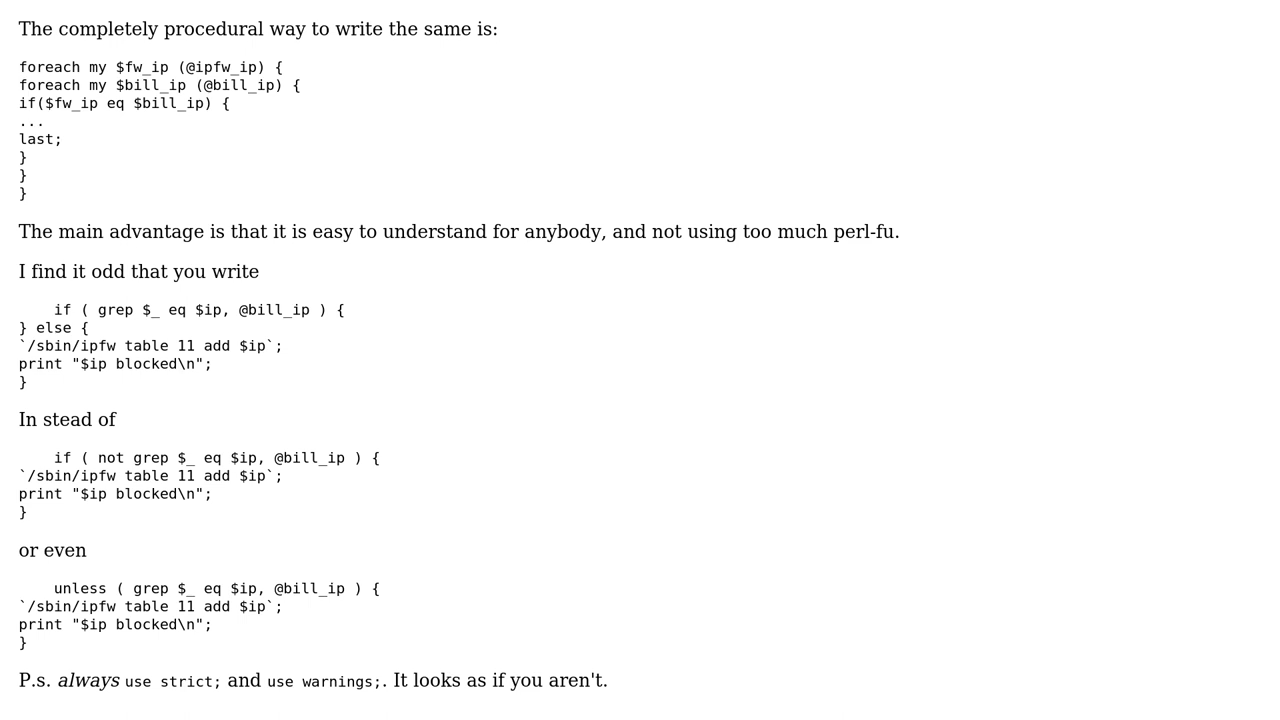 The completely procedural way to write the same is:
foreach my $fw_ip (@ipfw_ip) {
foreach my $bill_ip (@bill_ip) {
if($fw_ip eq $bill_ip) {
...
last;
}
}
}
The main advantage is that it is easy to understand for anybody, and not using too much perl-fu.
I find it odd that you write
    if ( grep $_ eq $ip, @bill_ip ) {
} else {
`/sbin/ipfw table 11 add $ip`;
print "$ip blocked\n";
}
In stead of
    if ( not grep $_ eq $ip, @bill_ip ) {
`/sbin/ipfw table 11 add $ip`;
print "$ip blocked\n";
}
or even
    unless ( grep $_ eq $ip, @bill_ip ) {
`/sbin/ipfw table 11 add $ip`;
print "$ip blocked\n";
}
P.s. always use strict; and use warnings;. It looks as if you aren't.